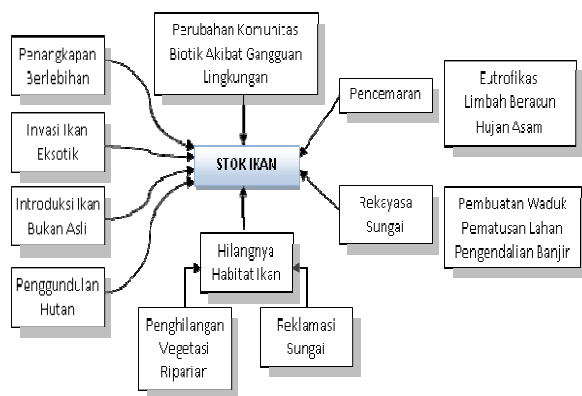 Penangkapan
Berlebihan
Perubahan Komunitas
Biotik Akibat Gangguan
Lingkungan
Pencemaran
Eutrofikas
Limbah Beracun
Hujan Asam
Invasi Ikan
Eksotik
STOK IKAN
Introduksi Ikan
Bukan Asli
Rekayasa
Sungai
Pembuatan Waduk
Pematusan Lahan
Pengendalian Banjir
Penggundulan
Hutan
Hilangnya
Habitat Ikan
Penghilangan
Vegetasi
Ripariar
Reklamasi
Sungai